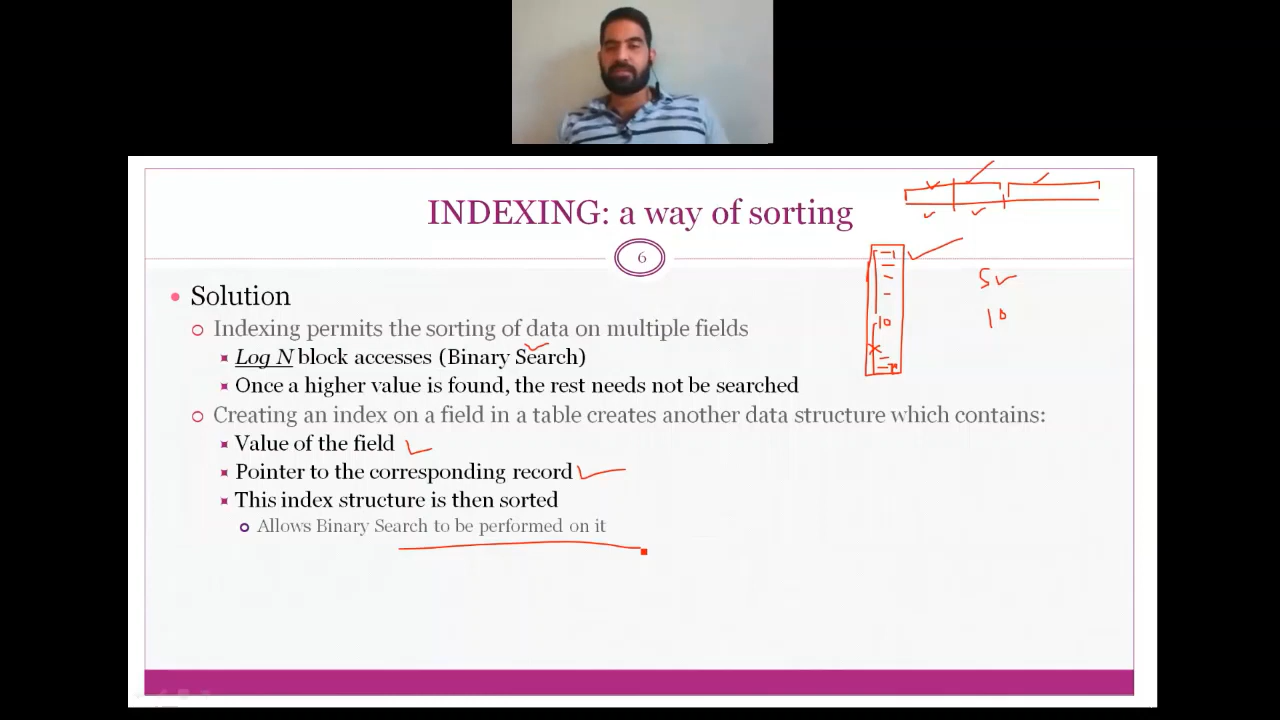 INDEXING: a way of sorting
6
Solution
Indexing permits the sorting of data on multiple fields
Log N block accesses (Binary Search)
Once a higher value is found, the rest needs not be searched
Creating an index on a field in a table creates another data structure which contains:
Value of the field
Pointer to the corresponding record
This index structure is then sorted
Allows Binary Search to be performed on it
5
10
10